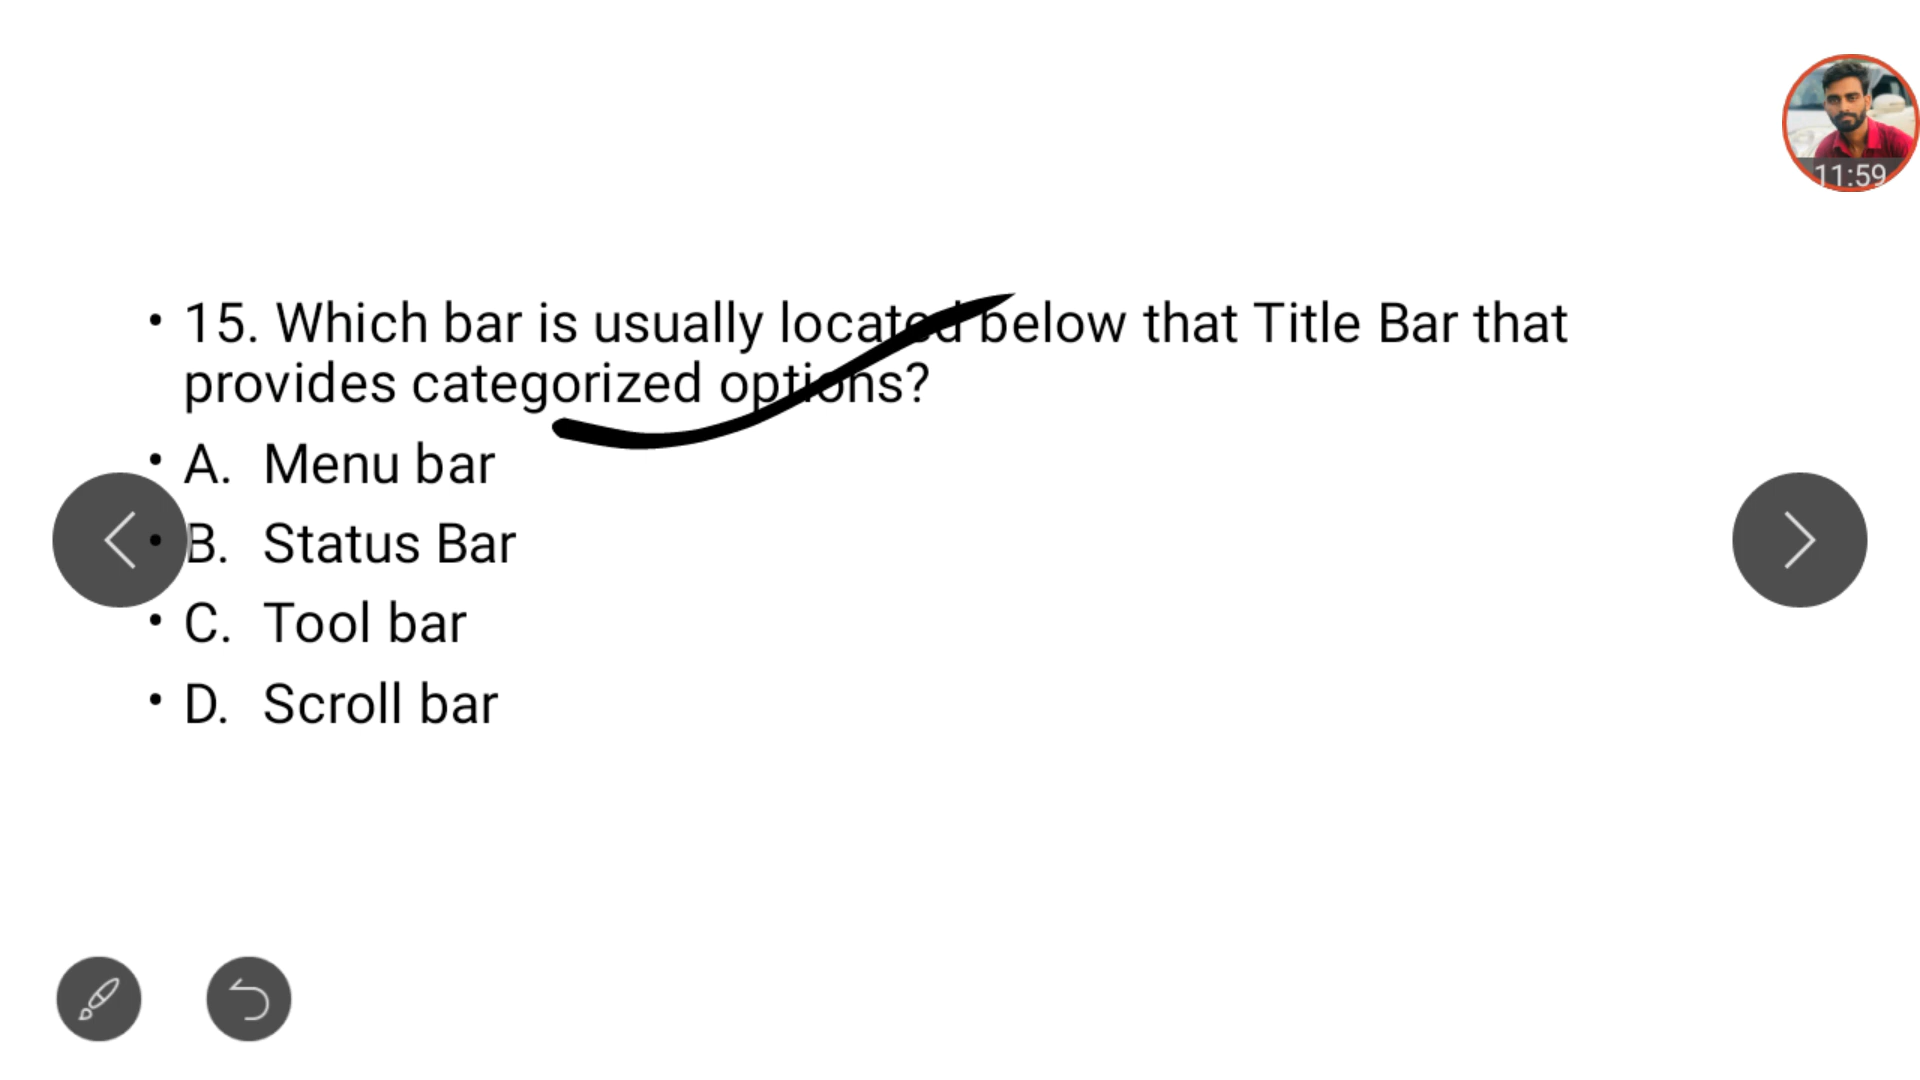 11:59
• 15. Which bar is usually located below that Title Bar that
provides categorized options?
• A. Menu bar
• B. Status Bar
• C. Tool bar
• D. Scroll bar